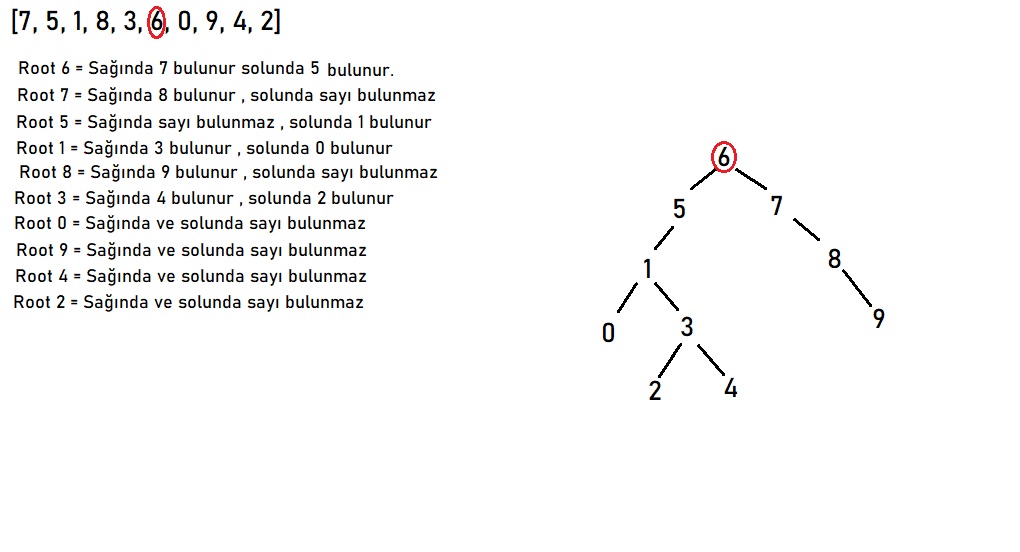 [7, 5, 1, 8, 3, 6, 0, 9, 4, 2]
Root 6 = Sağında 7 bulunur solunda 5 bulunur.
Root 7 = Sağında 8 bulunur , solunda sayı bulunmaz
Root 5 = Sağında sayı bulunmaz , solunda 1 bulunur
Root 1 = Sağında 3 bulunur , solunda 0 bulunur
Root 8 = Sağında 9 bulunur , solunda sayı bulunmaz
Root 3 = Sağında 4 bulunur , solunda 2 bulunur
Root 0 = Sağında ve solunda sayı bulunmaz
Root 9 = Sağında ve solunda sayı bulunmaz
Root 4 = Sağında ve solunda sayı bulunmaz
Root 2 = Sağında ve solunda sayı bulunmaz
6
5 7
1 8
0 3 9
2 4